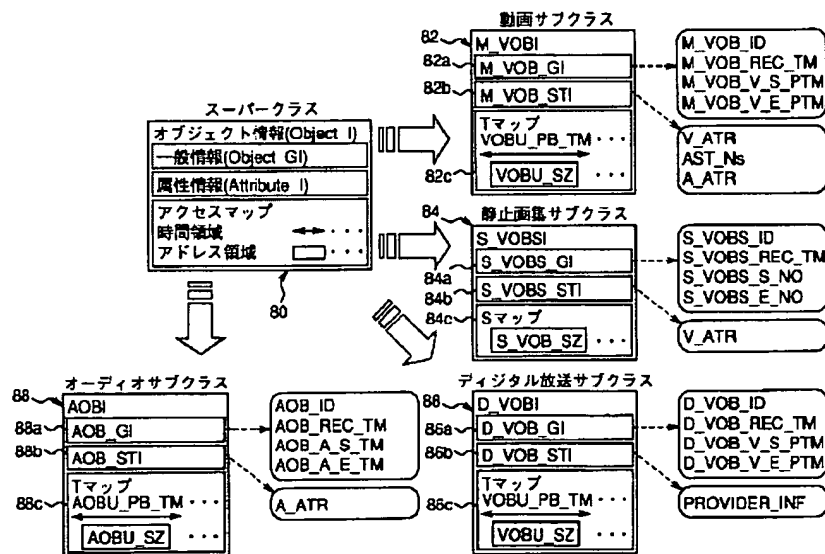 動画サブクラス
82
M_VOBI
82a
M_VOB_GI
82b
M_VOB_STI
Tマップ
VOBU_PB_TM ・・・
82c
VOBU_SZ ・・・
M_VOB_ID
M_VOB_REC_TM
M_VOB_V_S_PTM
M_VOB_V_E_PTM
V_ATR
AST_Ns
A_ATR
スーパークラス
オブジェクト情報(Object_I)
一般情報(Object_GI)
属性情報(Attribute_I)
アクセスマップ
時間領域 ・・・
アドレス領域 ・・・
80
静止画集サブクラス
84
S_VOBSI
84a
S_VOBS_GI
84b
S_VOBS_STI
84c
Sマップ
S_VOB_SZ ・・・
S_VOBS_ID
S_VOBS_REC_TM
S_VOBS_S_NO
S_VOBS_E_NO
V_ATR
オーディオサブクラス
88
AOBI
88a
AOB_GI
88b
AOB_STI
Tマップ
88c
AOBU_PB_TM ・・・
AOBU_SZ ・・・
AOB_ID
AOB_REC_TM
AOB_A_S_TM
AOB_A_E_TM
A_ATR
ディジタル放送サブクラス
86
D_VOBI
86a
D_VOB_GI
86b
D_VOB_STI
Tマップ
86c
VOBU_PB_TM ・・・
VOBU_SZ ・・・
D_VOB_ID
D_VOB_REC_TM
D_VOB_V_S_PTM
D_VOB_V_E_PTM
PROVIDER_INF